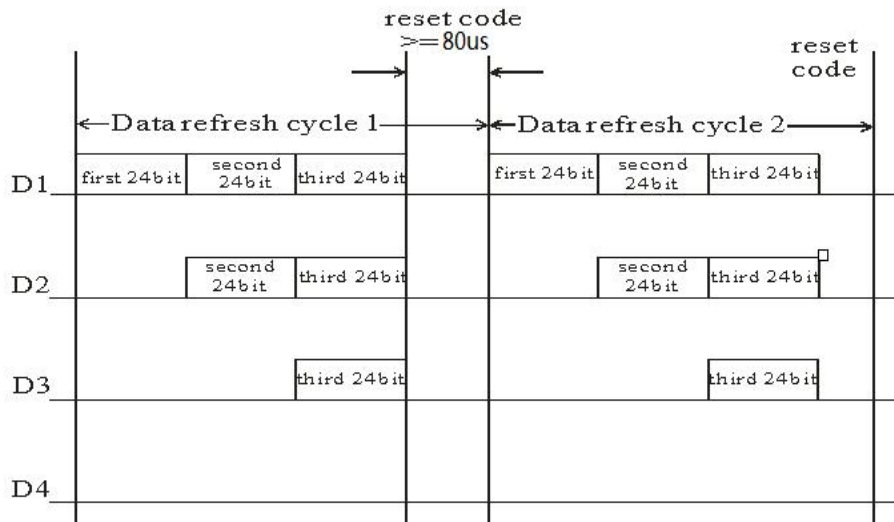 reset code
>=80us
reset
code
Data refresh cycle 1
Data refresh cycle 2
D1
first 24bit
second
24bit
third 24bit
first 24bit
second
24bit
third 24bit
D2
second
24bit
third 24bit
second
24bit
third 24bit
D3
third 24bit
third 24bit
D4